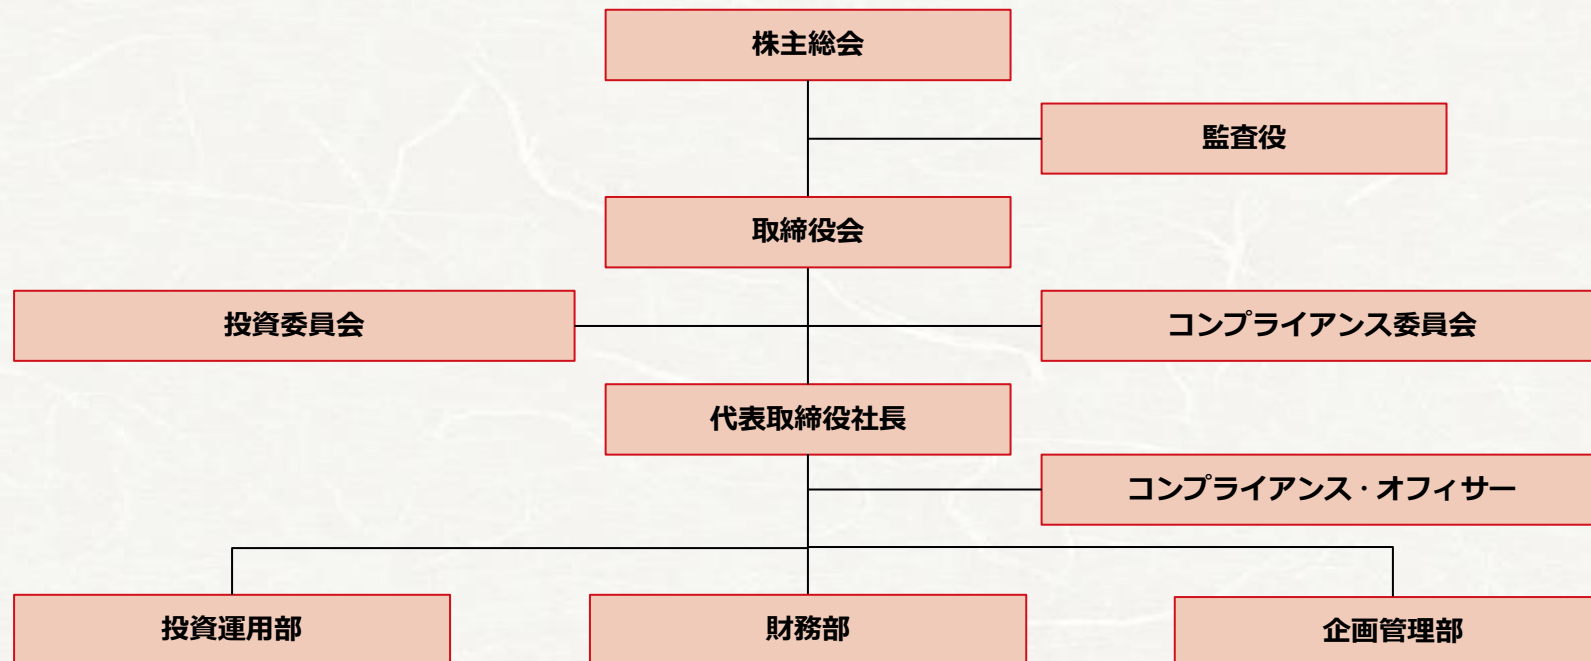 株主総会
監査役
取締役会
投資委員会
コンプライアンス委員会
代表取締役社長
コンプライアンス・オフィサー
投資運用部
財務部
企画管理部